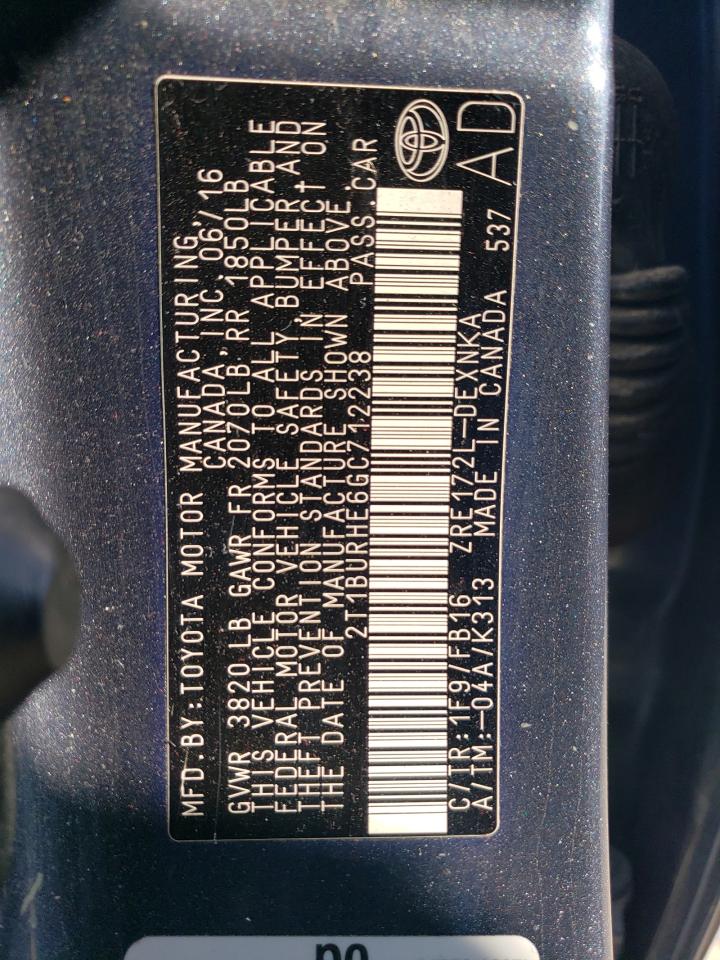 MFD.BY:TOYOTA MOTOR MANUFACTURING,
CANADA, INC. 06/16
GVWR 3820 LB GAWR FR 2070LB, RR 1850LB
THIS VEHICLE CONFORMS TO ALL APPLICABLE
FEDERAL MOTOR VEHICLE SAFETY, BUMPER, AND
THEFT PREVENTION STANDARDS IN EFFECT ON
THE DATE OF MANUFACTURE SHOWN ABOVE.
2T1BURHE6GC712238 PASS.CAR
C/TR:1F9/FB16 ZRE172L-DEXNKA
A/TM:-04A/K313 MADE IN CANADA 537
AD